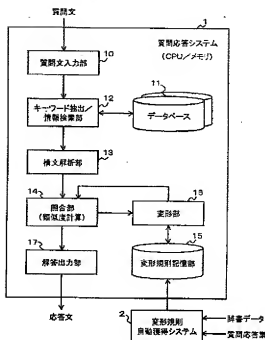 質問文
1
質問応答システム
(CPU/メモリ)
10
質問文入力部
11
12
キーワード抽出/
情報検索部
データベース
13
構文解析部
14
照合部
(類似度計算)
16
変形部
15
17
解答出力部
変形規則記憶部
応答文
2
変形規則
自動獲得システム
辞書データ
質問応答集